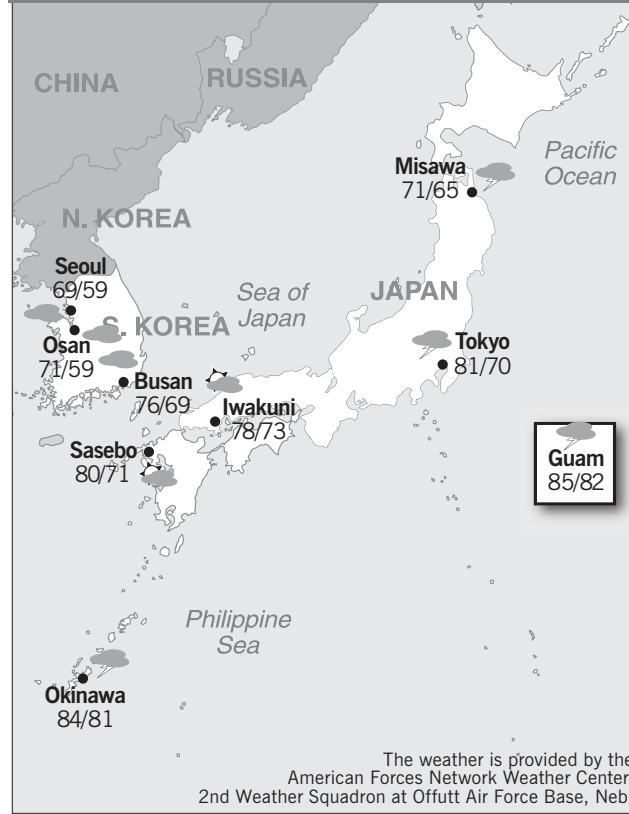 CHINA
RUSSIA
Pacific
Ocean
Misawa
71/65
N. KOREA
Seoul
69/59
Sea of
Japan
JAPAN
S. KOREA
Osan
71/59
Tokyo
81/70
Busan
76/69
Iwakuni
78/73
Sasebo
80/71
Guam
85/82
Philippine
Sea
Okinawa
84/81
The weather is provided by the
American Forces Network Weather Center
2nd Weather Squadron at Offutt Air Force Base, Neb